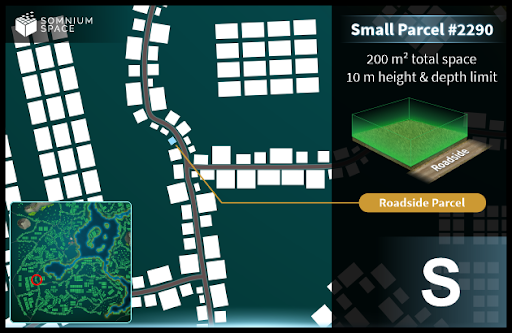 SOMNIUM
SPACE
Small Parcel #2290
200 m² total space
10 m height & depth limit
Roadside
Roadside Parcel
S